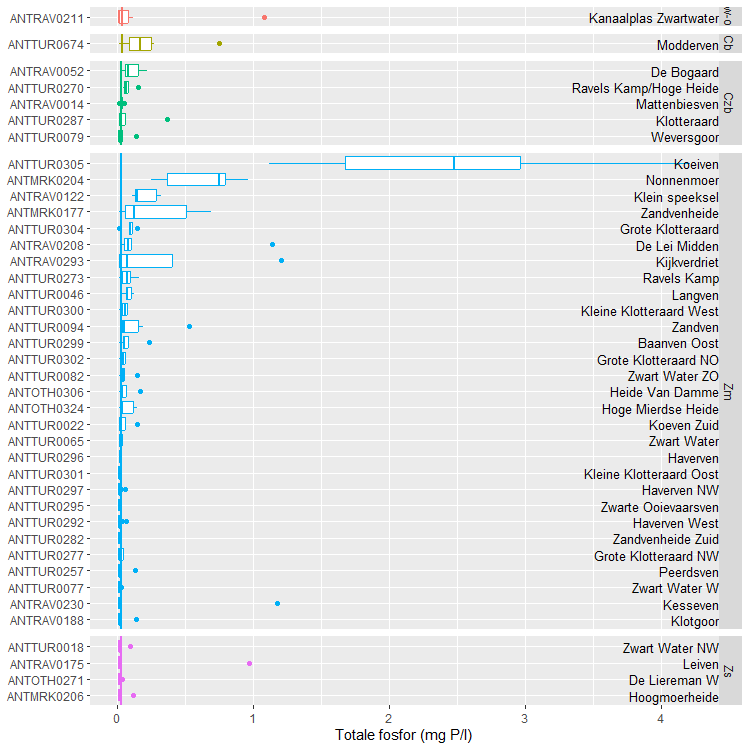 ANTRAV0211 Kanaalplas Zwartwater
ANTTUR0674 Modderven Cb
ANTRAV0052 De Bogaard
ANTTUR0270 Ravels Kamp/Hoge Heide
ANTRAV0014 Mattenbiesven Czb
ANTTUR0287 Klotteraard
ANTTUR0079 Weversgoor
ANTTUR0305 Koeiven
ANTMRK0204 Nonnenmoer
ANTRAV0122 Klein speeksel
ANTMRK0177 Zandvenheide
ANTTUR0304 Grote Klotteraard
ANTRAV0208 De Lei Midden
ANTRAV0293 Kijkverdriet
ANTTUR0273 Ravels Kamp
ANTTUR0046 Langven
ANTTUR0300 Kleine Klotteraard West
ANTTUR0094 Zandven
ANTTUR0299 Baanven Oost
ANTTUR0302 Grote Klotteraard NO
ANTTUR0082 Zwart Water ZO
ANTOTH0306 Heide Van Damme Zm
ANTOTH0324 Hoge Mierdse Heide
ANTTUR0022 Koeven Zuid
ANTTUR0065 Zwart Water
ANTTUR0296 Haverven
ANTTUR0301 Kleine Klotteraard Oost
ANTTUR0297 Haverven NW
ANTTUR0295 Zwarte Ooievaarsven
ANTTUR0292 Haverven West
ANTTUR0282 Zandvenheide Zuid
ANTTUR0277 Grote Klotteraard NW
ANTTUR0257 Peerdsven
ANTTUR0077 Zwart Water W
ANTRAV0230 Kesseven
ANTRAV0188 Klotgoor
ANTTUR0018 Zwart Water NW
ANTRAV0175 Leiven Zs
ANTOTH0271 De Liereman W
ANTMRK0206 Hoogmoerheide
0 1 2 3 4
Totale fosfor (mg P/l)